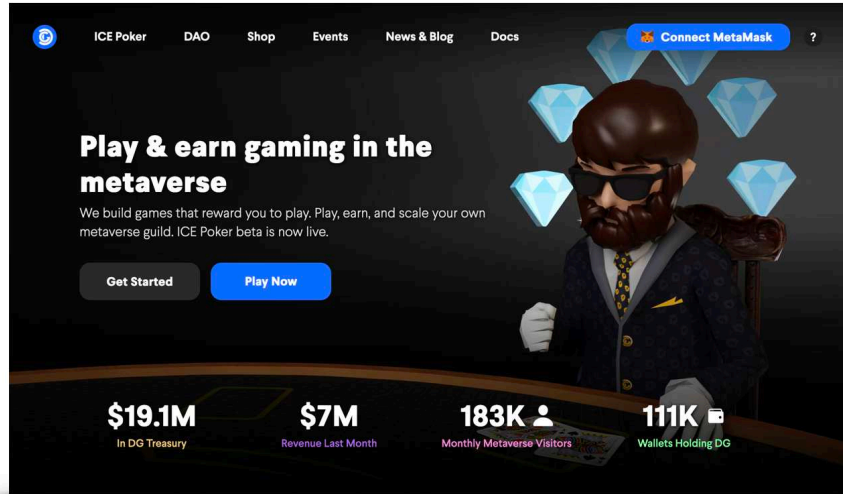 ICE Poker DAO Shop Events News & Blog Docs Connect MetaMask ?
Play & earn gaming in the
metaverse
We build games that reward you to play. Play, earn, and scale your own
metaverse guild. ICE Poker beta is now live.
Get Started Play Now
$19.1M $7M 183K 111K
In DG Treasury Revenue Last Month Monthly Metaverse Visitors Wallets Holding DG